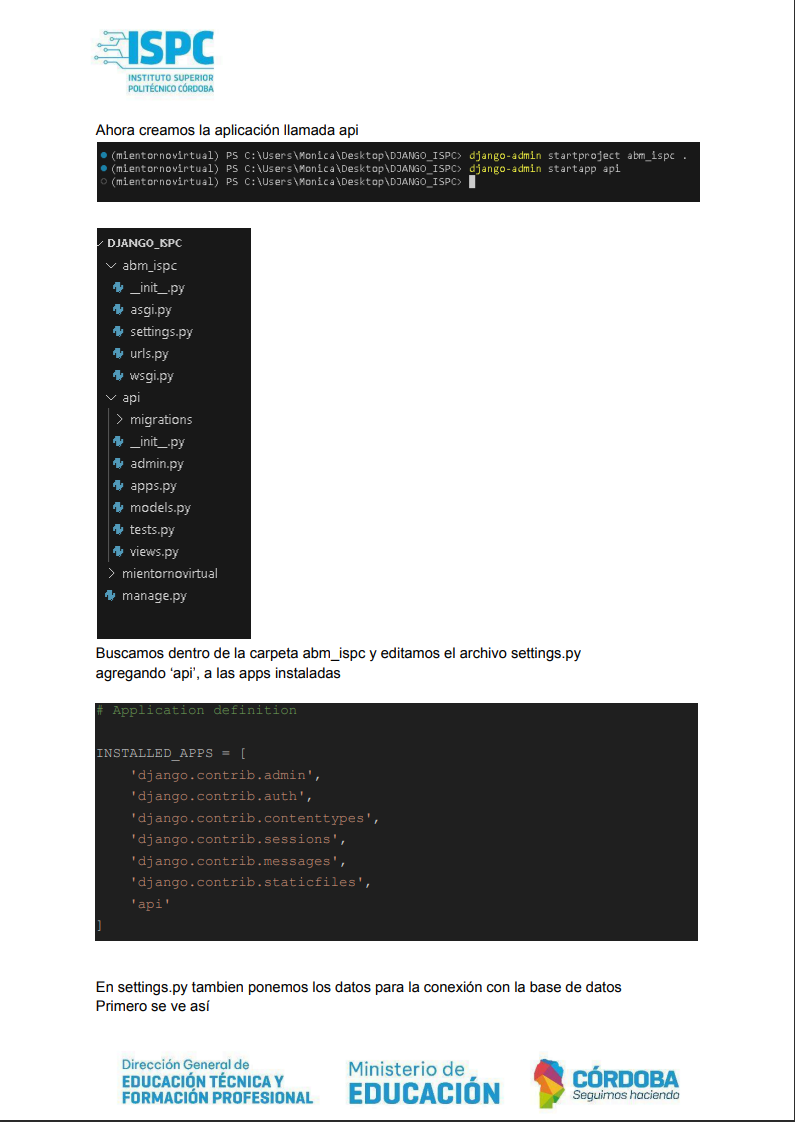 ISPC
INSTITUTO SUPERIOR
POLITÉCNICO CÓRDOBA
Ahora creamos la aplicación llamada api
(mientornovirtual) PS C:\Users\Monica\Desktop\DJANGO_ISPC> django-admin startproject abm_ispc .
(mientornovirtual) PS C:\Users\Monica\Desktop\DJANGO_ISPC> django-admin startapp api
(mientornovirtual) PS C:\Users\Monica\Desktop\DJANGO_ISPC>
DJANGO_ISPC
abm_ispc
__init__.py
asgi.py
settings.py
urls.py
wsgi.py
api
migrations
__init__.py
admin.py
apps.py
models.py
tests.py
views.py
mientornovirtual
manage.py
Buscamos dentro de la carpeta abm_ispc y editamos el archivo settings.py
agregando ‘api’, a las apps instaladas
# Application definition
INSTALLED_APPS = [
'django.contrib.admin',
'django.contrib.auth',
'django.contrib.contenttypes',
'django.contrib.sessions',
'django.contrib.messages',
'django.contrib.staticfiles',
'api'
]
En settings.py tambien ponemos los datos para la conexión con la base de datos
Primero se ve así
Dirección General de
EDUCACIÓN TÉCNICA Y
FORMACIÓN PROFESIONAL
Ministerio de
EDUCACIÓN
CÓRDOBA
Seguimos haciendo